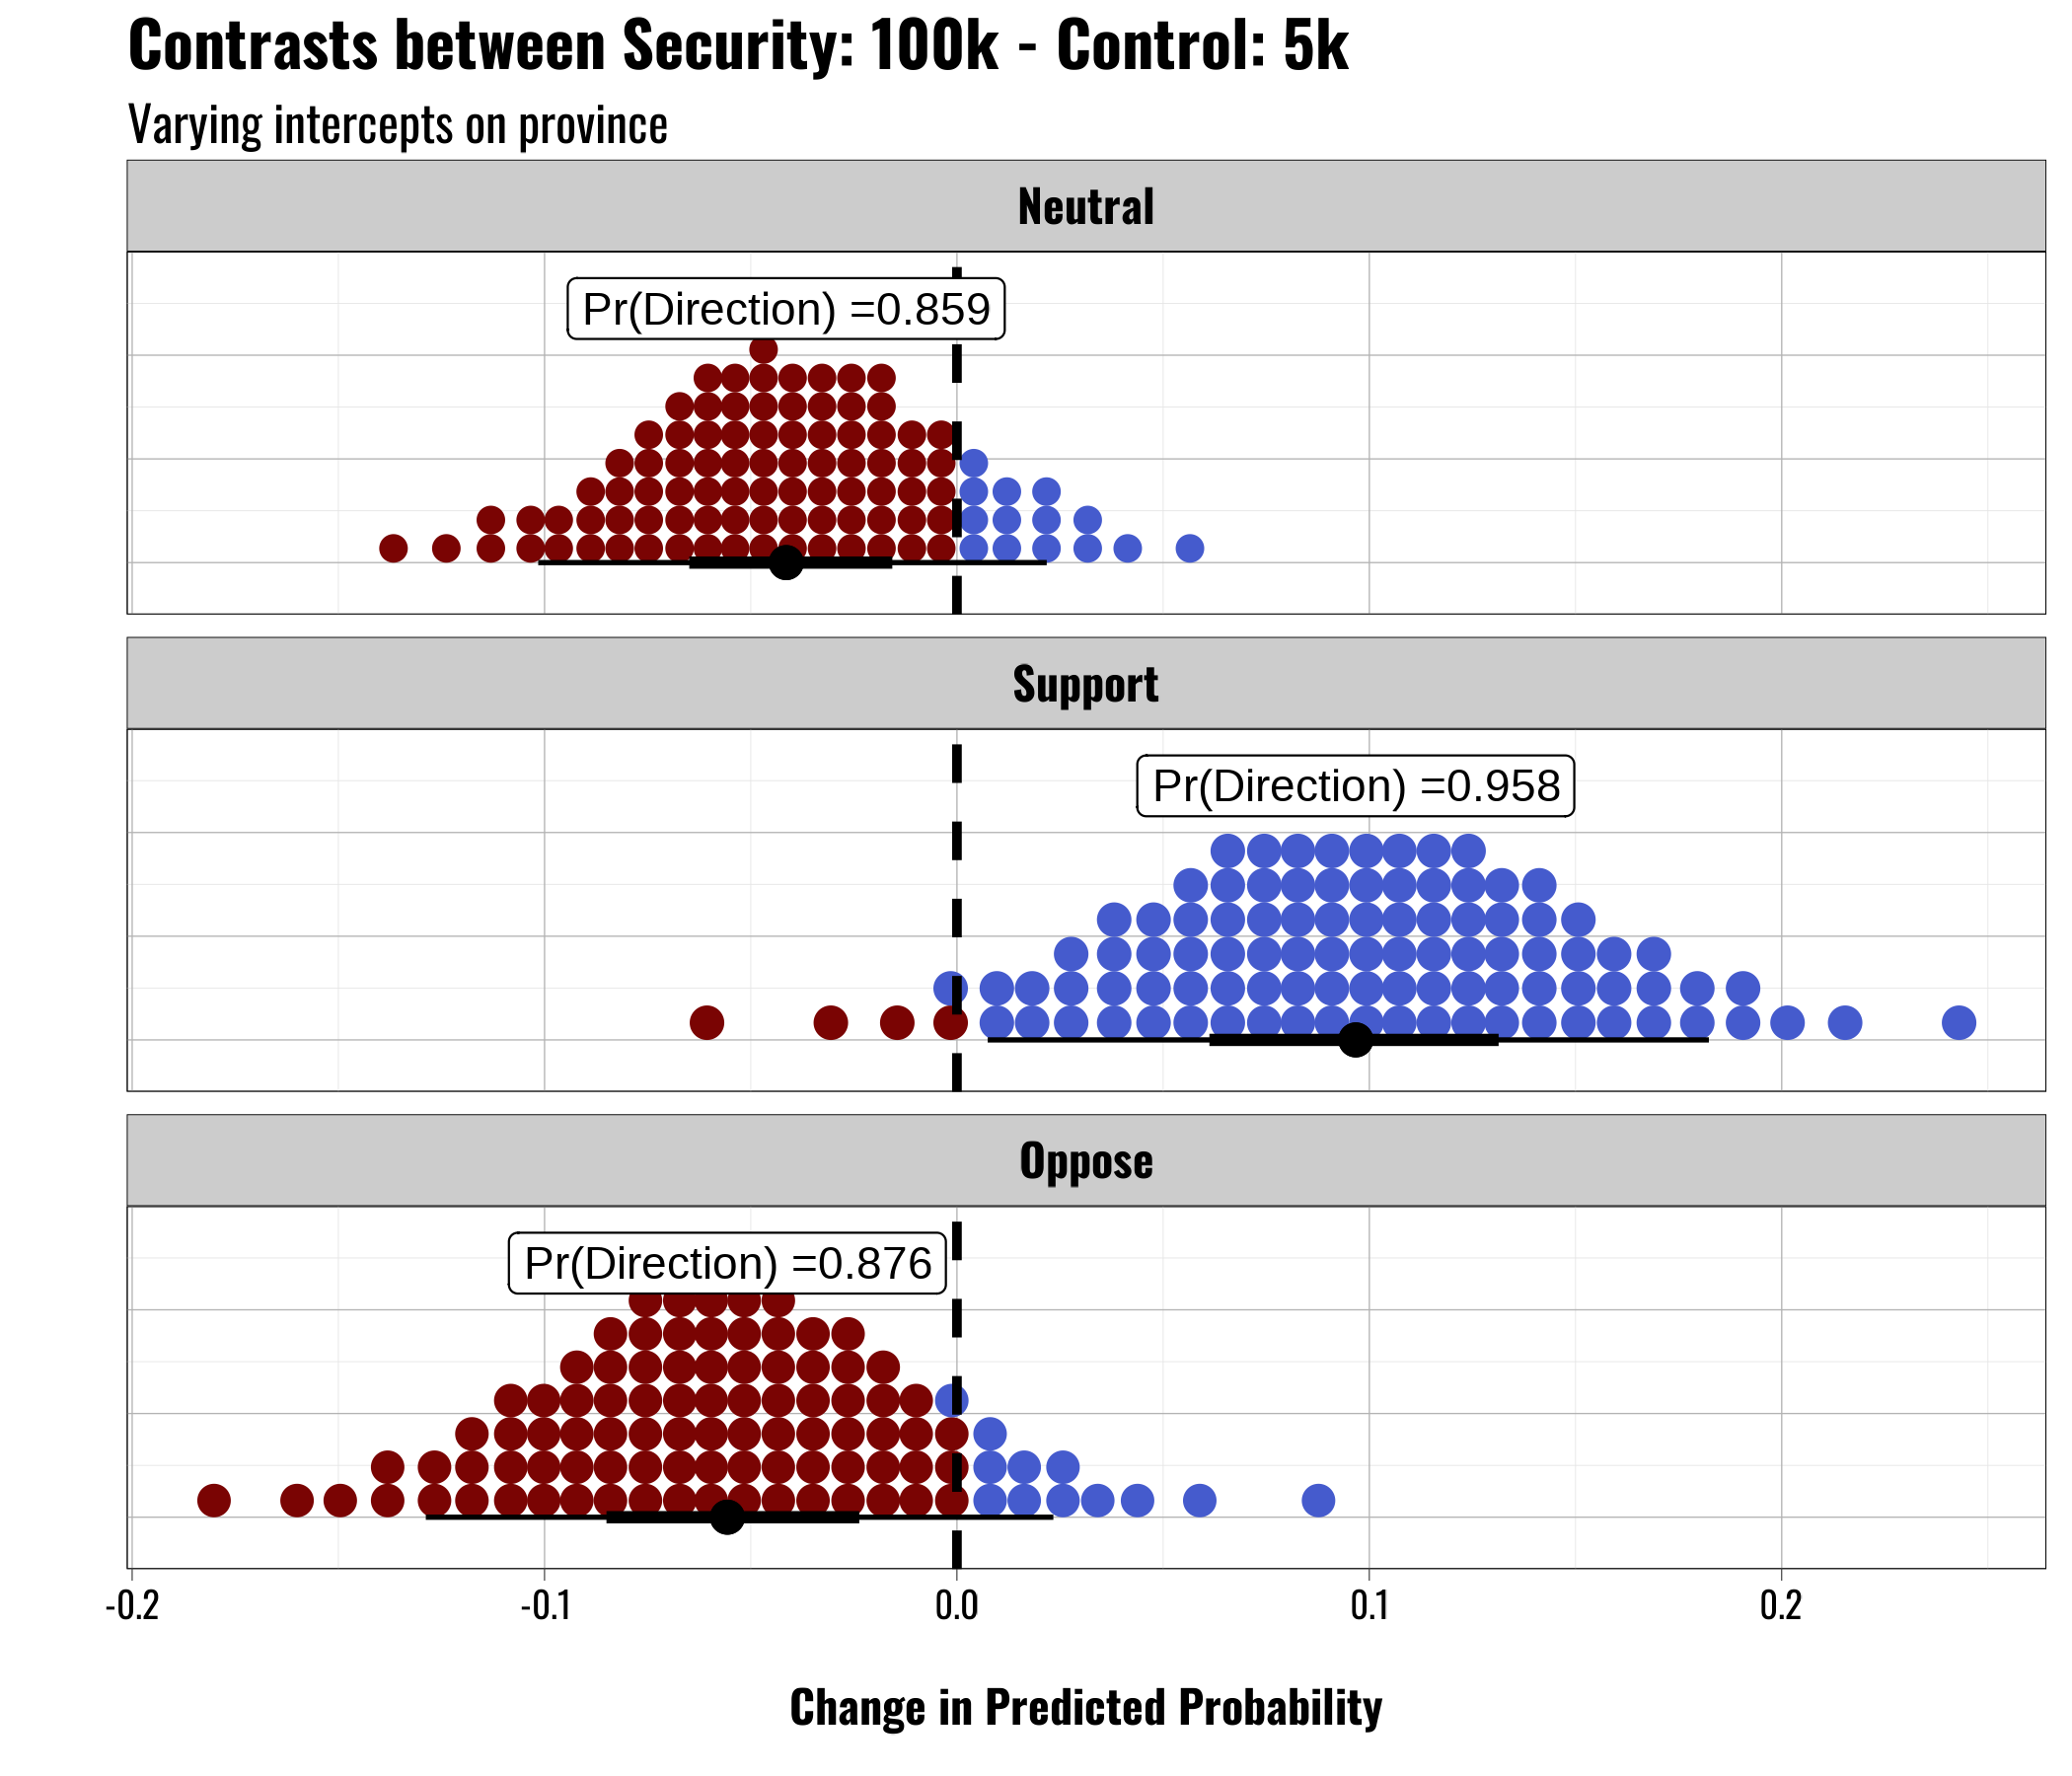 Contrasts between Security: 100k - Control: 5k
Varying intercepts on province
Neutral
Pr(Direction) =0.859
Support
Pr(Direction) =0.958
Oppose
Pr(Direction) =0.876
-0.2 -0.1 0.0 0.1 0.2
Change in Predicted Probability